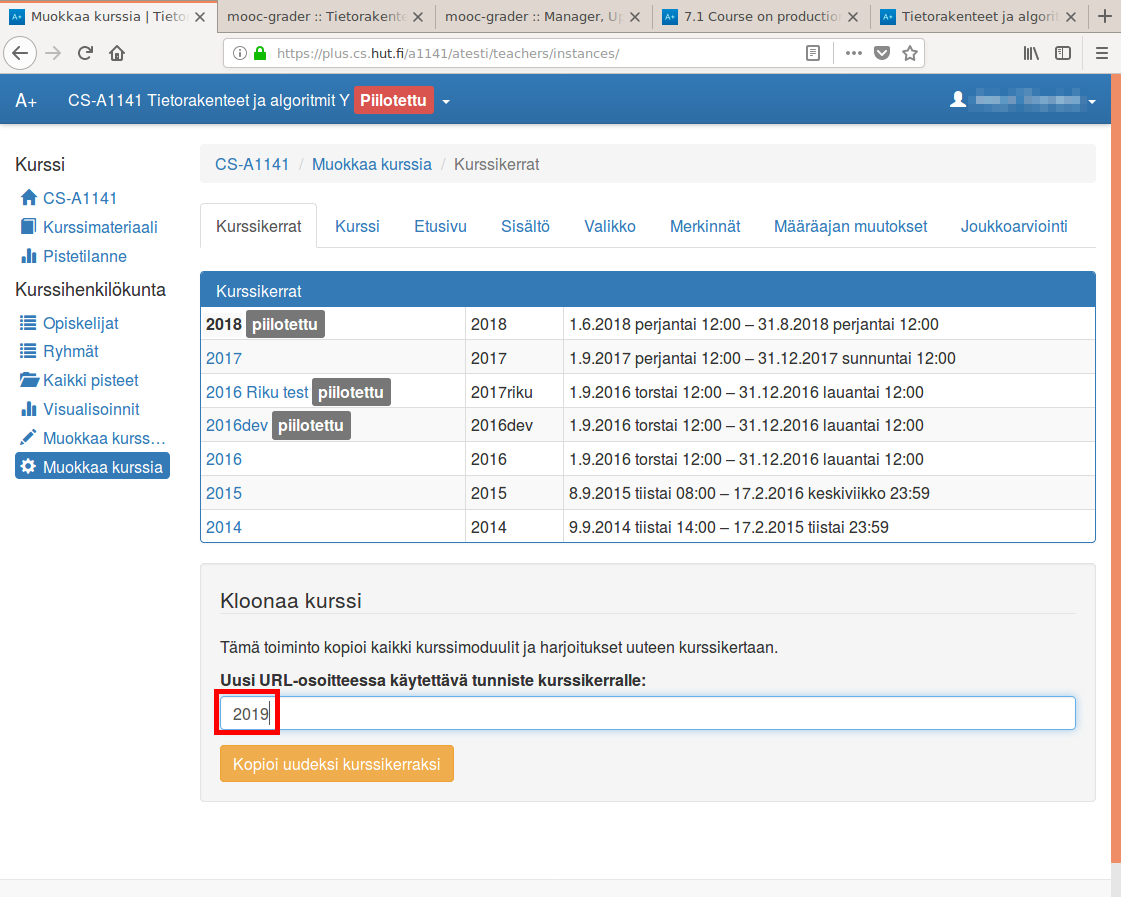 Muokkaa kurssia | Tieto
mooc-grader :: Tietorakente
mooc-grader :: Manager, Up
A+ 7.1 Course on production
A+ Tietorakenteet ja algorit
https://plus.cs.hut.fi/a1141/atesti/teachers/instances/
A+ CS-A1141 Tietorakenteet ja algoritmit Y Piilotettu
Kurssi
CS-A1141
Kurssimateriaali
Pistetilanne
Kurssihenkilökunta
Opiskelijat
Ryhmät
Kaikki pisteet
Visualisoinnit
Muokkaa kurss…
Muokkaa kurssia
CS-A1141 / Muokkaa kurssia / Kurssikerrat
Kurssikerrat Kurssi Etusivu Sisältö Valikko Merkinnät Määräajan muutokset Joukkoarviointi
Kurssikerrat
2018 piilotettu 2018 1.6.2018 perjantai 12:00 – 31.8.2018 perjantai 12:00
2017 2017 1.9.2017 perjantai 12:00 – 31.12.2017 sunnuntai 12:00
2016 Riku test piilotettu 2017riku 1.9.2016 torstai 12:00 – 31.12.2016 lauantai 12:00
2016dev piilotettu 2016dev 1.9.2016 torstai 12:00 – 31.12.2016 lauantai 12:00
2016 2016 1.9.2016 torstai 12:00 – 31.12.2016 lauantai 12:00
2015 2015 8.9.2015 tiistai 08:00 – 17.2.2016 keskiviikko 23:59
2014 2014 9.9.2014 tiistai 14:00 – 17.2.2015 tiistai 23:59
Kloonaa kurssi
Tämä toiminto kopioi kaikki kurssimoduulit ja harjoitukset uuteen kurssikertaan.
Uusi URL-osoitteessa käytettävä tunniste kurssikerralle:
2019
Kopioi uudeksi kurssikerraksi